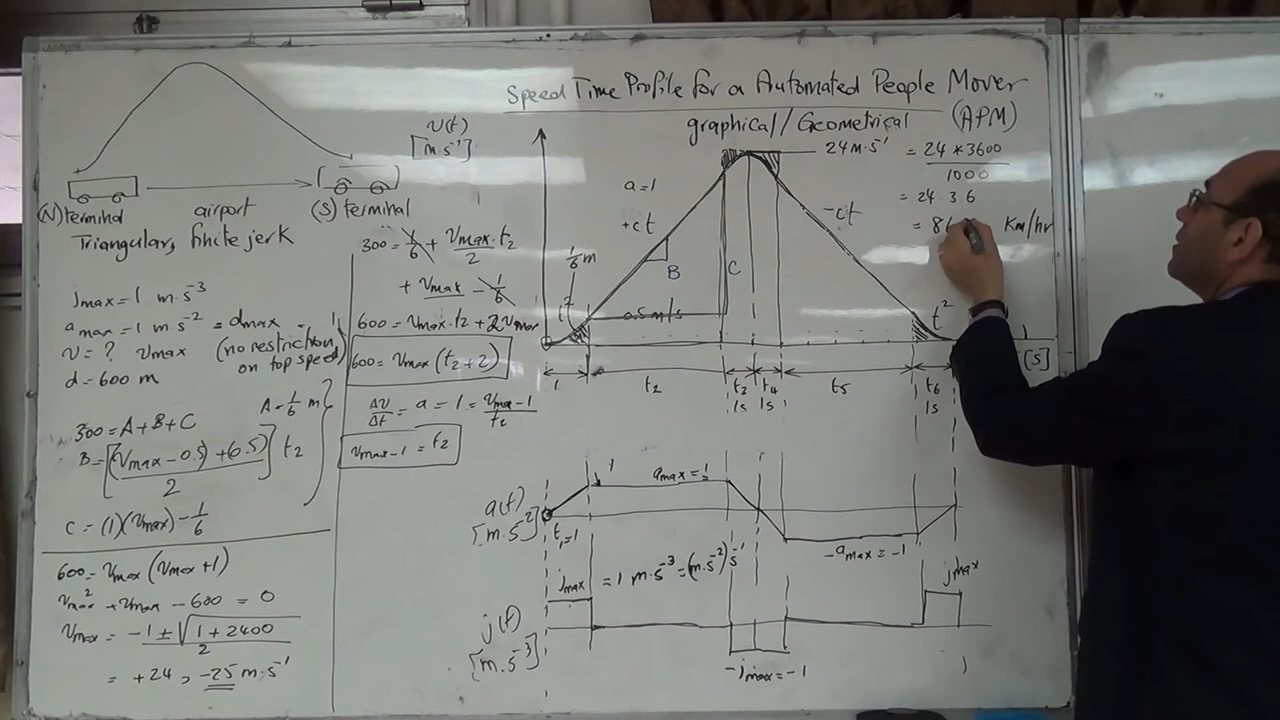 Speed Time Profile for a Automated People Mover
graphical/Geometrical (APM)
v(t)
[m.s⁻¹]
(N) terminal airport (S) terminal
Triangular, finite jerk
jmax = 1 m.s⁻³
amax = 1 m.s⁻² = dmax
v = ? vmax (no restriction on top speed)
d = 600 m
300 = A+B+C
A = 1/6 m
B = [(vmax - 0.5) + (0.5)]/2 t2
C = (1)(vmax) - 1/6
600 = vmax (vmax+1)
vmax² + vmax - 600 = 0
vmax = -1 ± √(1 + 2400) / 2
= +24, -25 m.s⁻¹
300 = 1/6 + vmax.t2/2
+ vmax - 1/6
600 = vmax.t2 + 2vmax
600 = vmax (t2+2)
Δv/Δt = a = 1 = vmax-1/t2
vmax-1 = t2
a=1
+ct
1/6 m
t²
B
C
0.5 m/s
-ct
t²
24 m.s⁻¹ = 24 * 3600 / 1000
= 24 . 3.6
= 86 Km/hr
[s]
1 t2 t3 t4 t5 t6
1s 1s 1s
a(t)
[m.s⁻²]
1
amax = 1
t1=1
-amax = -1
j(t)
[m.s⁻³]
jmax = 1 m.s⁻³ = (m.s⁻²) s⁻¹
jmax
-jmax = -1